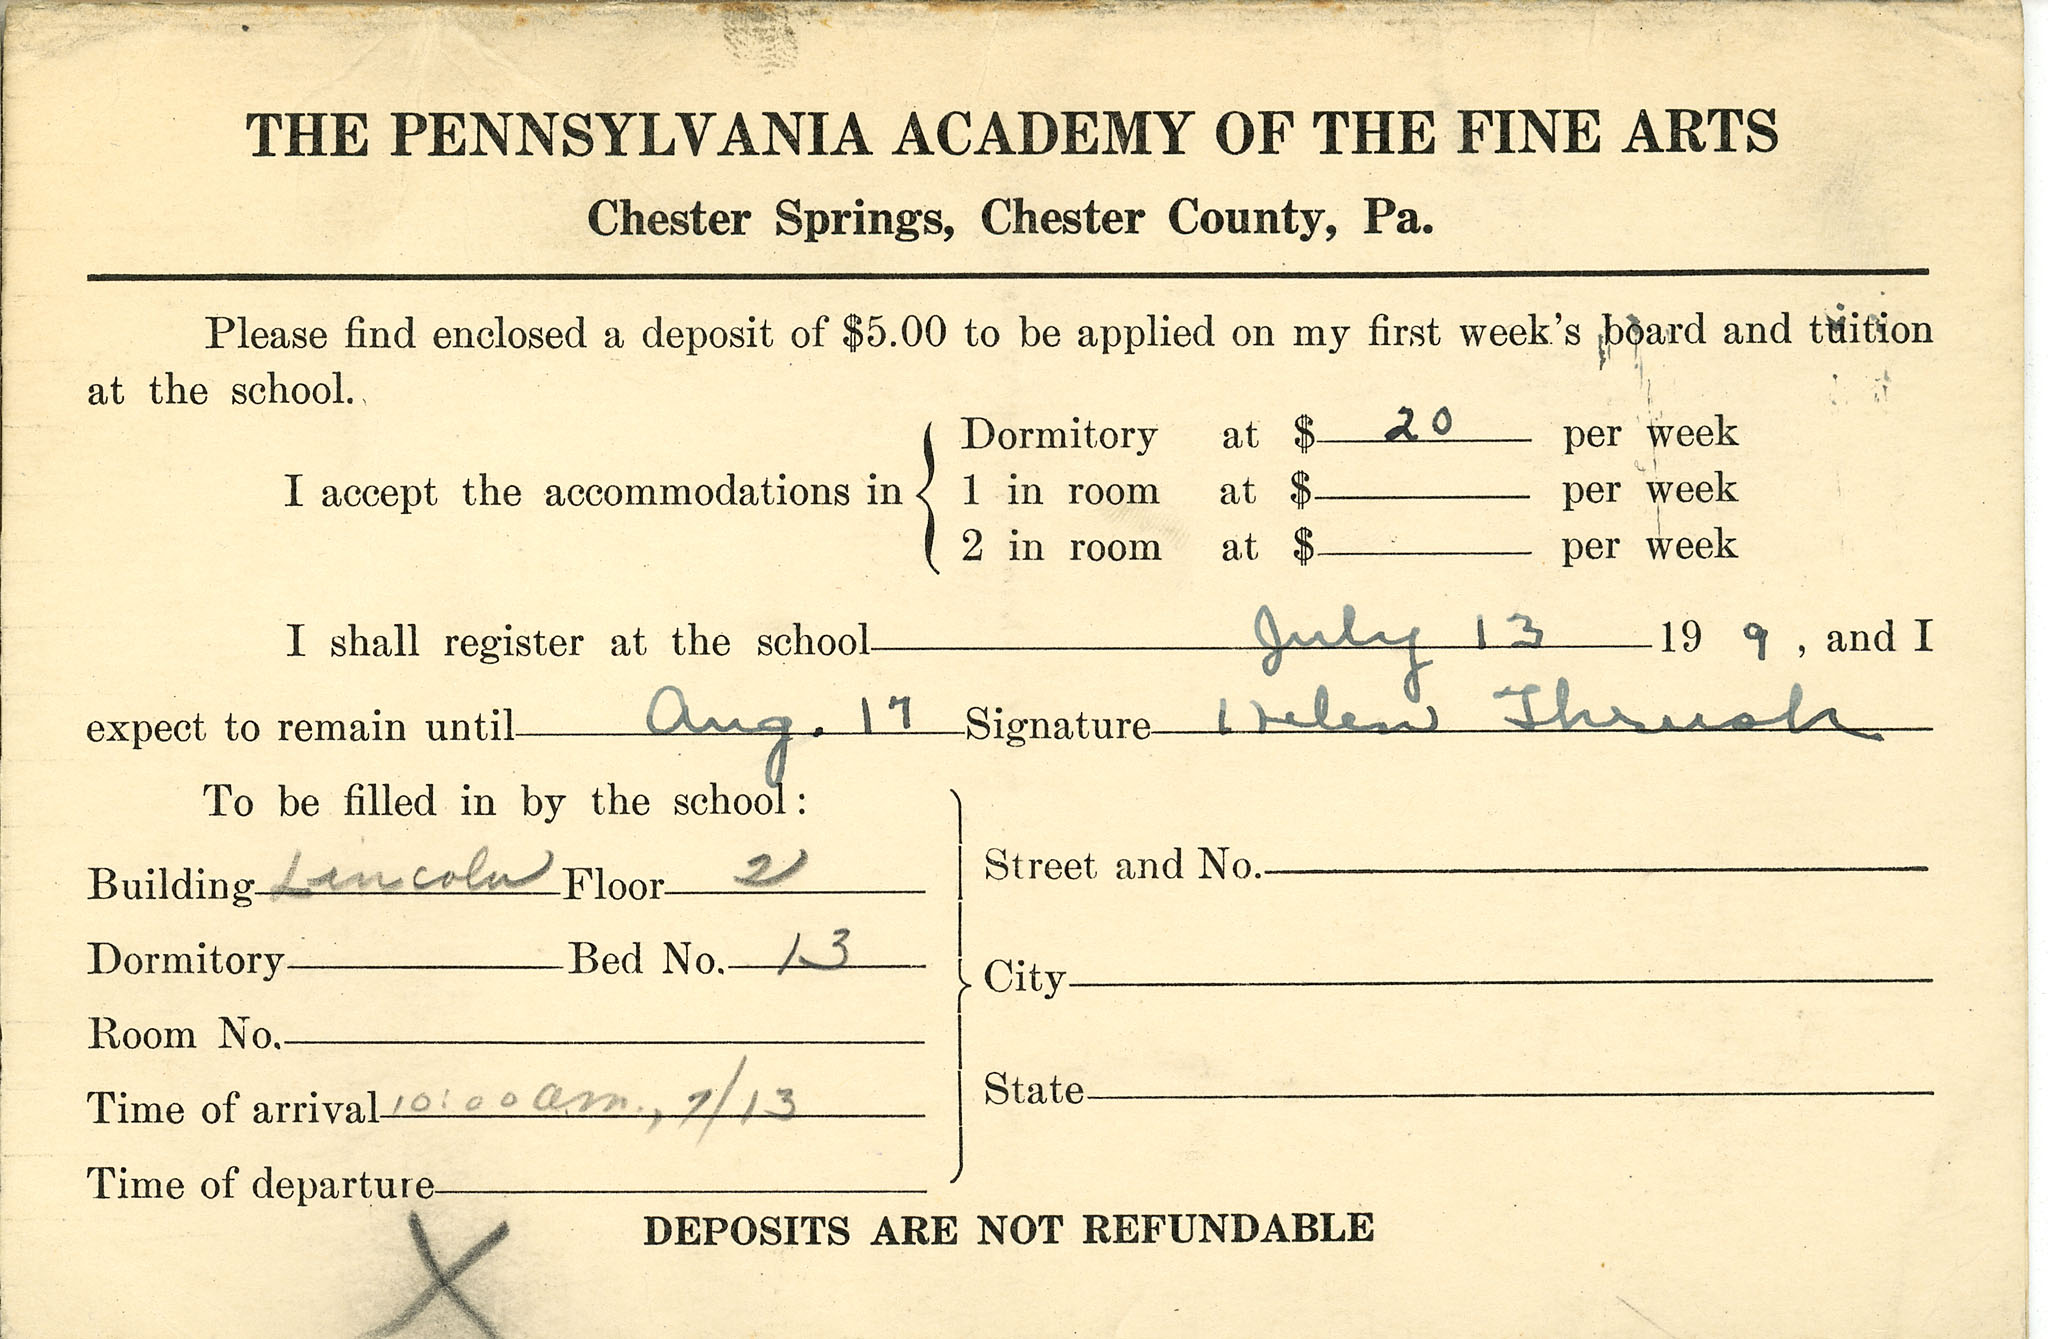 THE PENNSYLVANIA ACADEMY OF THE FINE ARTS
Chester Springs, Chester County, Pa.
Please find enclosed a deposit of $5.00 to be applied on my first week's board and tuition
at the school.
I accept the accommodations in
Dormitory at $ 20 per week
1 in room at $ per week
2 in room at $ per week
I shall register at the school July 13 19 9, and I
expect to remain until Aug. 17 Signature Helen Thrush
To be filled in by the school:
Building Lincoln Floor 2
Street and No.
Dormitory Bed No. 13
City
Room No.
State
Time of arrival 10:00 am., 7/13
Time of departure
DEPOSITS ARE NOT REFUNDABLE